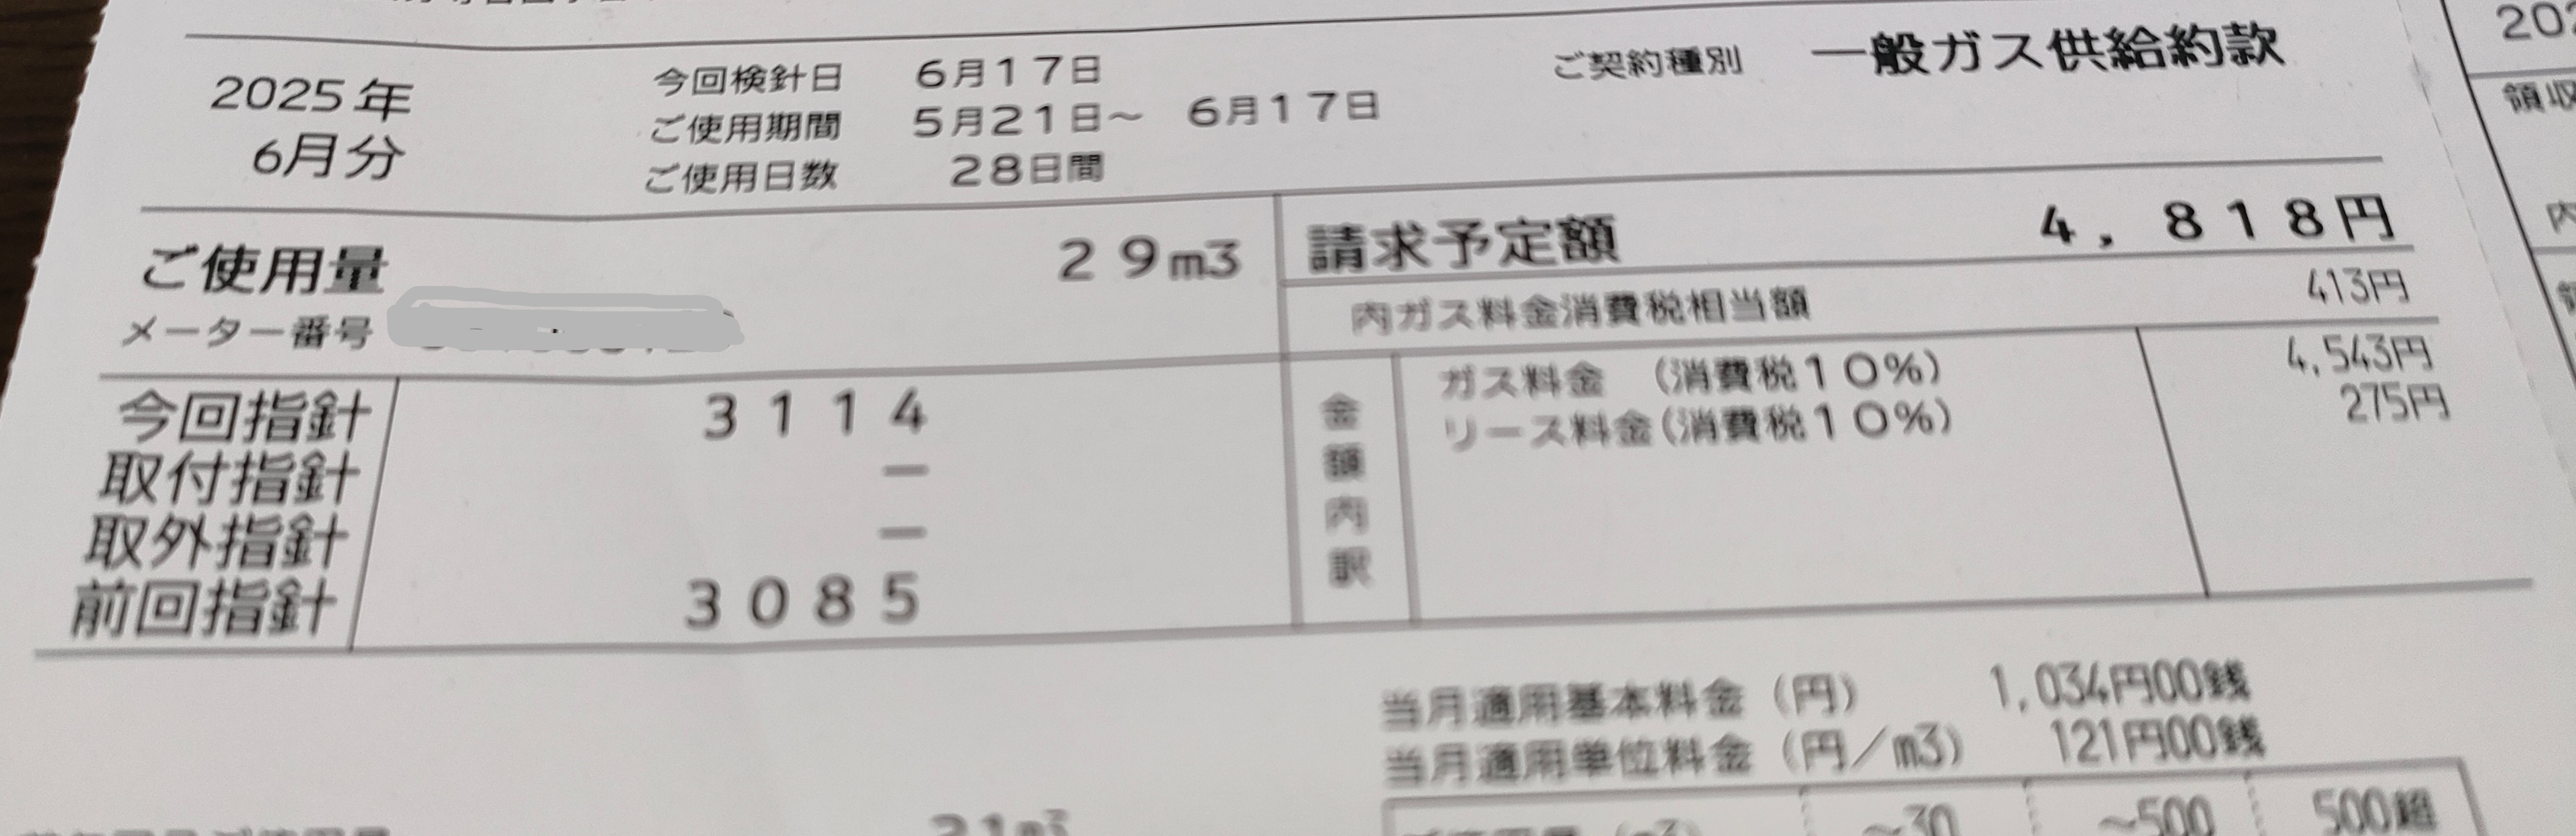 2025年
6月分
今回検針日 6月17日
ご使用期間 5月21日～ 6月17日
ご使用日数 28日間
ご契約種別 一般ガス供給約款
ご使用量 29m3
メーター番号
請求予定額 4,818円
内ガス料金消費税相当額 413円
今回指針 3114
取付指針 ー
取外指針 ー
前回指針 3085
金額内訳
ガス料金 (消費税10%) 4,543円
リース料金(消費税10%) 275円
当月適用基本料金 (円) 1,034円00銭
当月適用単位料金 (円/m3) 121円00銭
～30 ～500 500超
202
領収